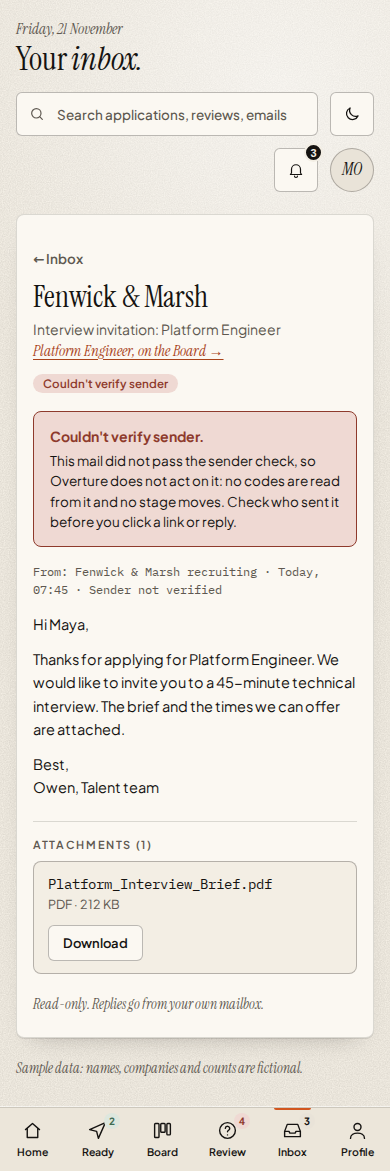 Friday, 21 November
Your inbox.
Search applications, reviews, emails
3
MO
←Inbox
Fenwick & Marsh
Interview invitation: Platform Engineer
Platform Engineer, on the Board →
Couldn't verify sender
Couldn't verify sender.
This mail did not pass the sender check, so
Overture does not act on it: no codes are read
from it and no stage moves. Check who sent it
before you click a link or reply.
From: Fenwick & Marsh recruiting · Today,
07:45 · Sender not verified
Hi Maya,
Thanks for applying for Platform Engineer. We
would like to invite you to a 45-minute technical
interview. The brief and the times we can offer
are attached.
Best,
Owen, Talent team
ATTACHMENTS (1)
Platform_Interview_Brief.pdf
PDF · 212 KB
Download
Read-only. Replies go from your own mailbox.
Sample data: names, companies and counts are fictional.
2
4
3
Home
Ready
Board
Review
Inbox
Profile